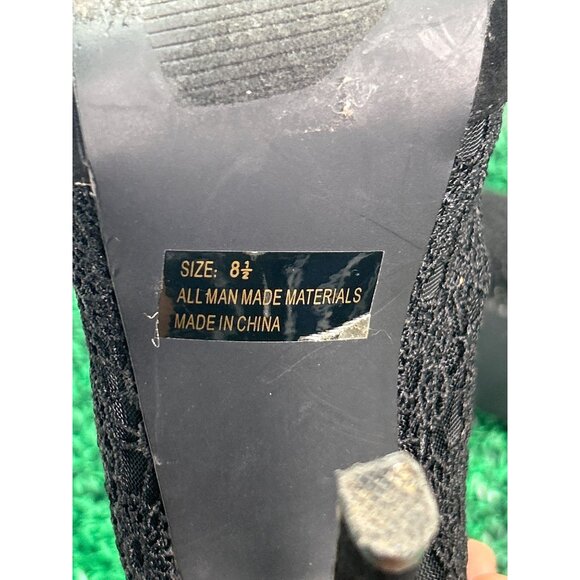 SIZE: 8½
ALL MAN MADE MATERIALS
MADE IN CHINA